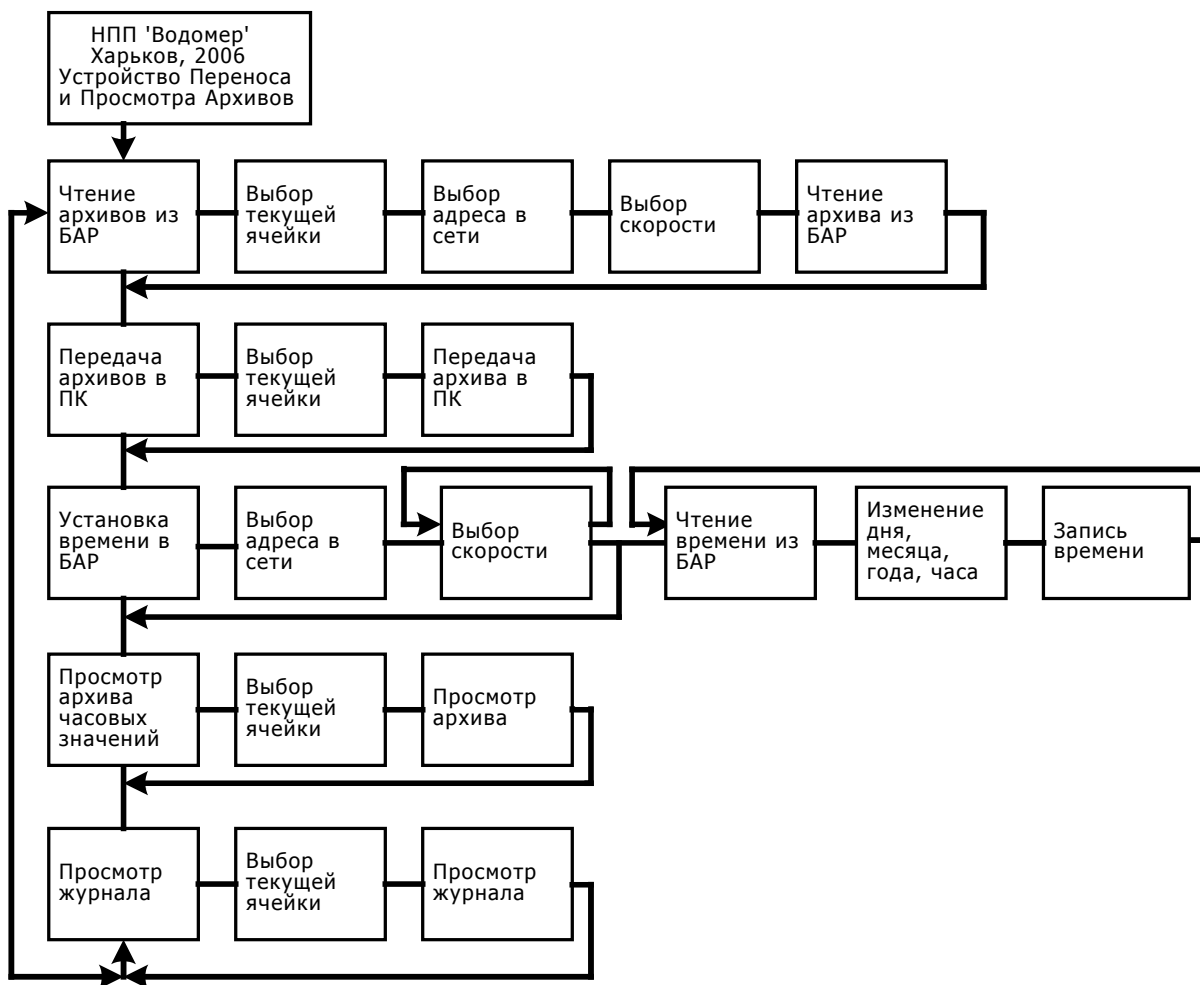 НПП 'Водомер'
Харьков, 2006
Устройство Переноса
и Просмотра Архивов
Чтение
архивов из
БАР
Выбор
текущей
ячейки
Выбор
адреса в
сети
Выбор
скорости
Чтение
архива из
БАР
Передача
архивов в
ПК
Выбор
текущей
ячейки
Передача
архива в
ПК
Установка
времени в
БАР
Выбор
адреса в
сети
Выбор
скорости
Чтение
времени из
БАР
Изменение
дня,
месяца,
года, часа
Запись
времени
Просмотр
архива
часовых
значений
Выбор
текущей
ячейки
Просмотр
архива
Просмотр
журнала
Выбор
текущей
ячейки
Просмотр
журнала